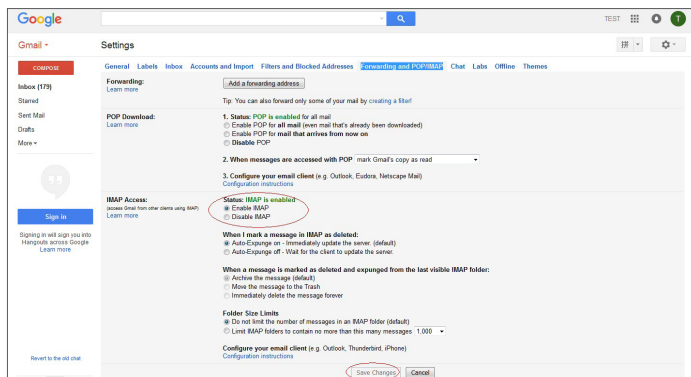 Google
TEST
T
Gmail
Settings
COMPOSE
General Labels Inbox Accounts and Import Filters and Blocked Addresses Forwarding and POP/IMAP Chat Labs Offline Themes
Inbox (179)
Starred
Sent Mail
Drafts
More
Forwarding:
Learn more
Add a forwarding address
Tip: You can also forward only some of your mail by creating a filter!
POP Download:
Learn more
1. Status: POP is enabled for all mail
Enable POP for all mail (even mail that's already been downloaded)
Enable POP for mail that arrives from now on
Disable POP
2. When messages are accessed with POP mark Gmail's copy as read
3. Configure your email client (e.g. Outlook, Eudora, Netscape Mail)
Configuration instructions
Sign in
Signing in will sign you into
Hangouts across Google
Learn more
IMAP Access:
(access Gmail from other clients using IMAP)
Learn more
Status: IMAP is enabled
Enable IMAP
Disable IMAP
When I mark a message in IMAP as deleted:
Auto-Expunge on - Immediately update the server. (default)
Auto-Expunge off - Wait for the client to update the server.
When a message is marked as deleted and expunged from the last visible IMAP folder:
Archive the message (default)
Move the message to the Trash
Immediately delete the message forever
Folder Size Limits
Do not limit the number of messages in an IMAP folder (default)
Limit IMAP folders to contain no more than this many messages 1,000
Configure your email client (e.g. Outlook, Thunderbird, iPhone)
Configuration instructions
Revert to the old chat
Save Changes Cancel